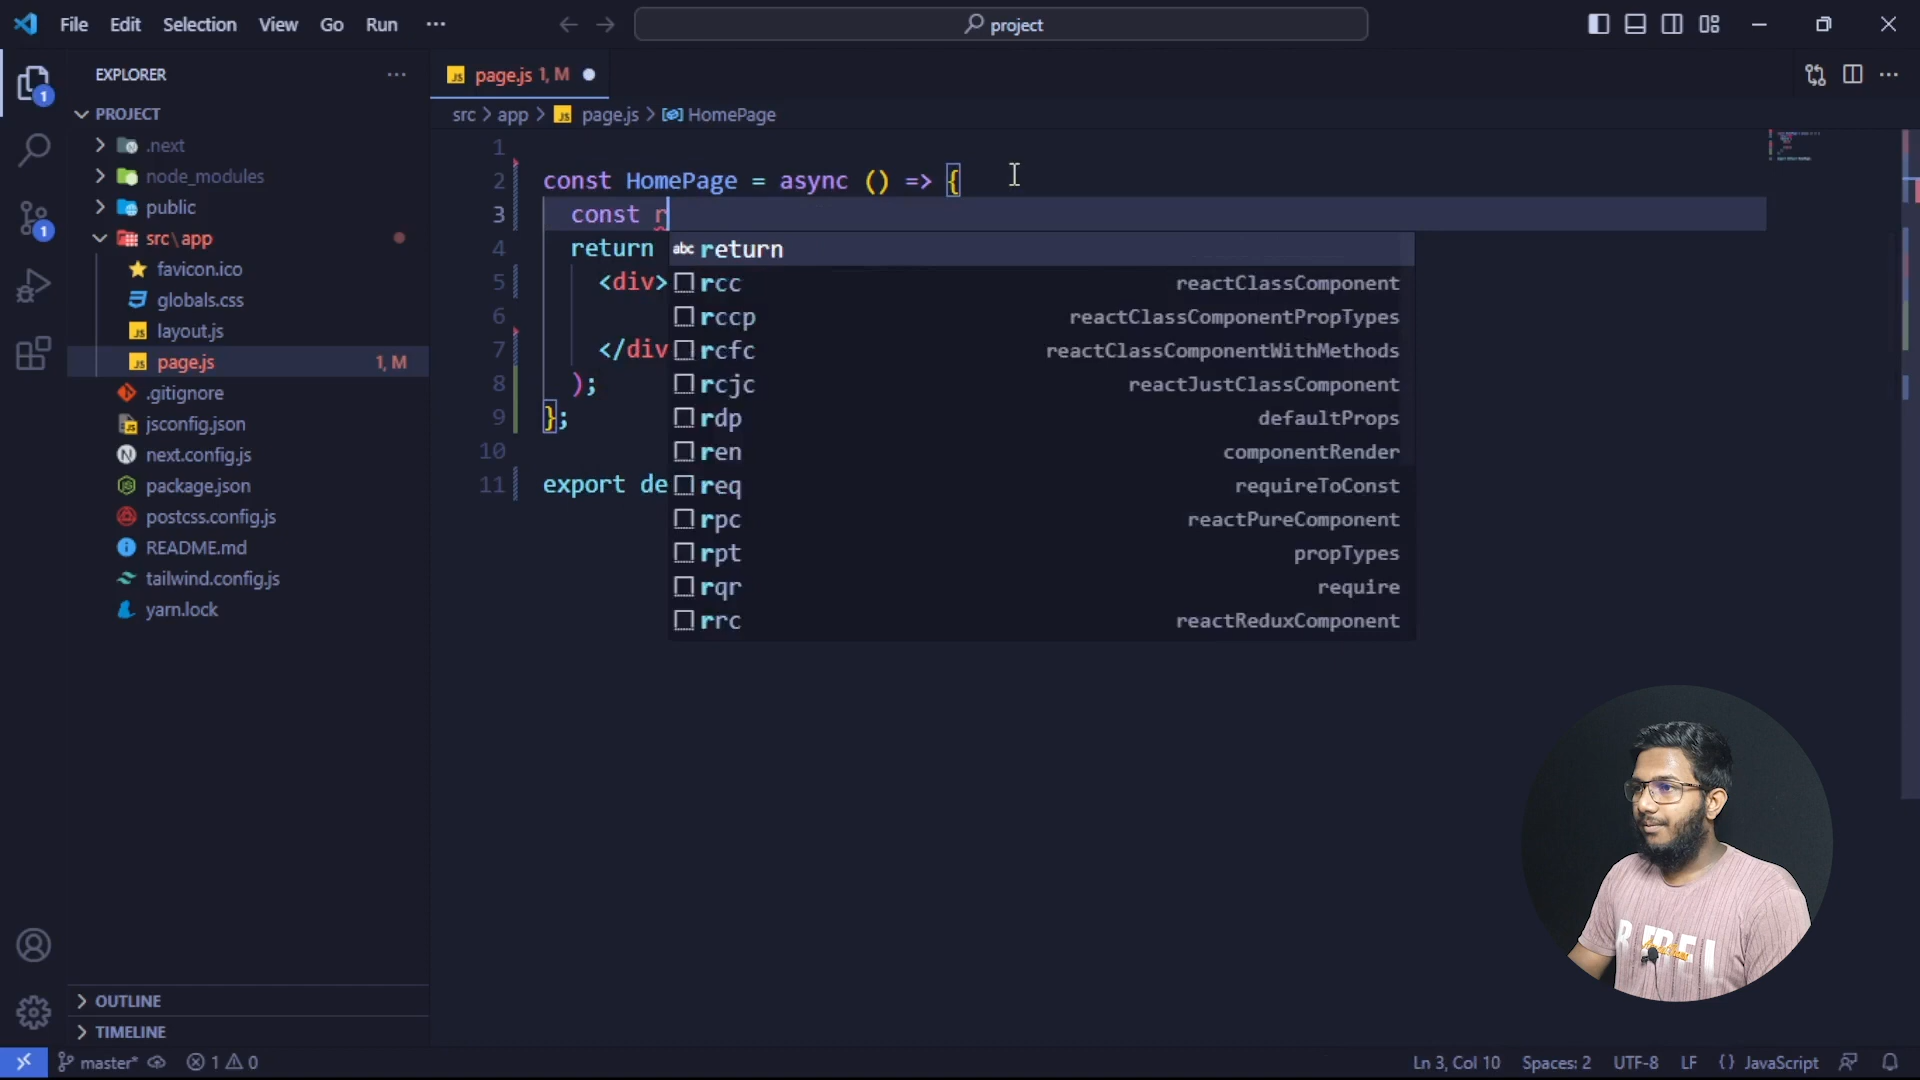 File Edit Selection View Go Run ···
project
EXPLORER ···
PROJECT
.next
node_modules
public
src\app
favicon.ico
globals.css
layout.js
page.js 1, M
.gitignore
jsconfig.json
next.config.js
package.json
postcss.config.js
README.md
tailwind.config.js
yarn.lock
OUTLINE
TIMELINE
page.js 1, M
src > app > page.js > HomePage
1
2 const HomePage = async () => {
3 const r
4 return
5 <div>
6
7 </div
8 );
9 };
10
11 export de
return
rcc reactClassComponent
rccp reactClassComponentPropTypes
rcfc reactClassComponentWithMethods
rcjc reactJustClassComponent
rdp defaultProps
ren componentRender
req requireToConst
rpc reactPureComponent
rpt propTypes
rqr require
rrc reactReduxComponent
master* 1 0
Ln 3, Col 10 Spaces: 2 UTF-8 LF {} JavaScript